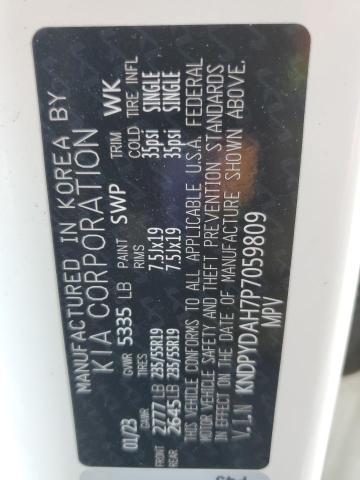 MANUFACTURED IN KOREA BY
KIA CORPORATION
01/23 GVWR 5335 LB PAINT SWP TRIM WK
GAWR TIRES RIMS COLD TIRE INFL
FRONT 2777 LB 235/55R19 7.5Jx19 35psi SINGLE
REAR 2645 LB 235/55R19 7.5Jx19 35psi SINGLE
THIS VEHICLE CONFORMS TO ALL APPLICABLE U.S.A. FEDERAL
MOTOR VEHICLE SAFETY AND THEFT PREVENTION STANDARDS
IN EFFECT ON THE DATE OF MANUFACTURE SHOWN ABOVE.
V.I.N KNDPYDAH7P7059809
MPV